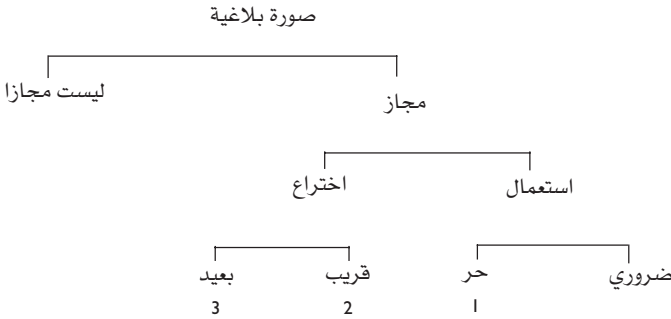 صورة بلاغية
مجاز
ليست مجازا
استعمال
اختراع
ضروري
حر
قريب
بعيد
1
2
3